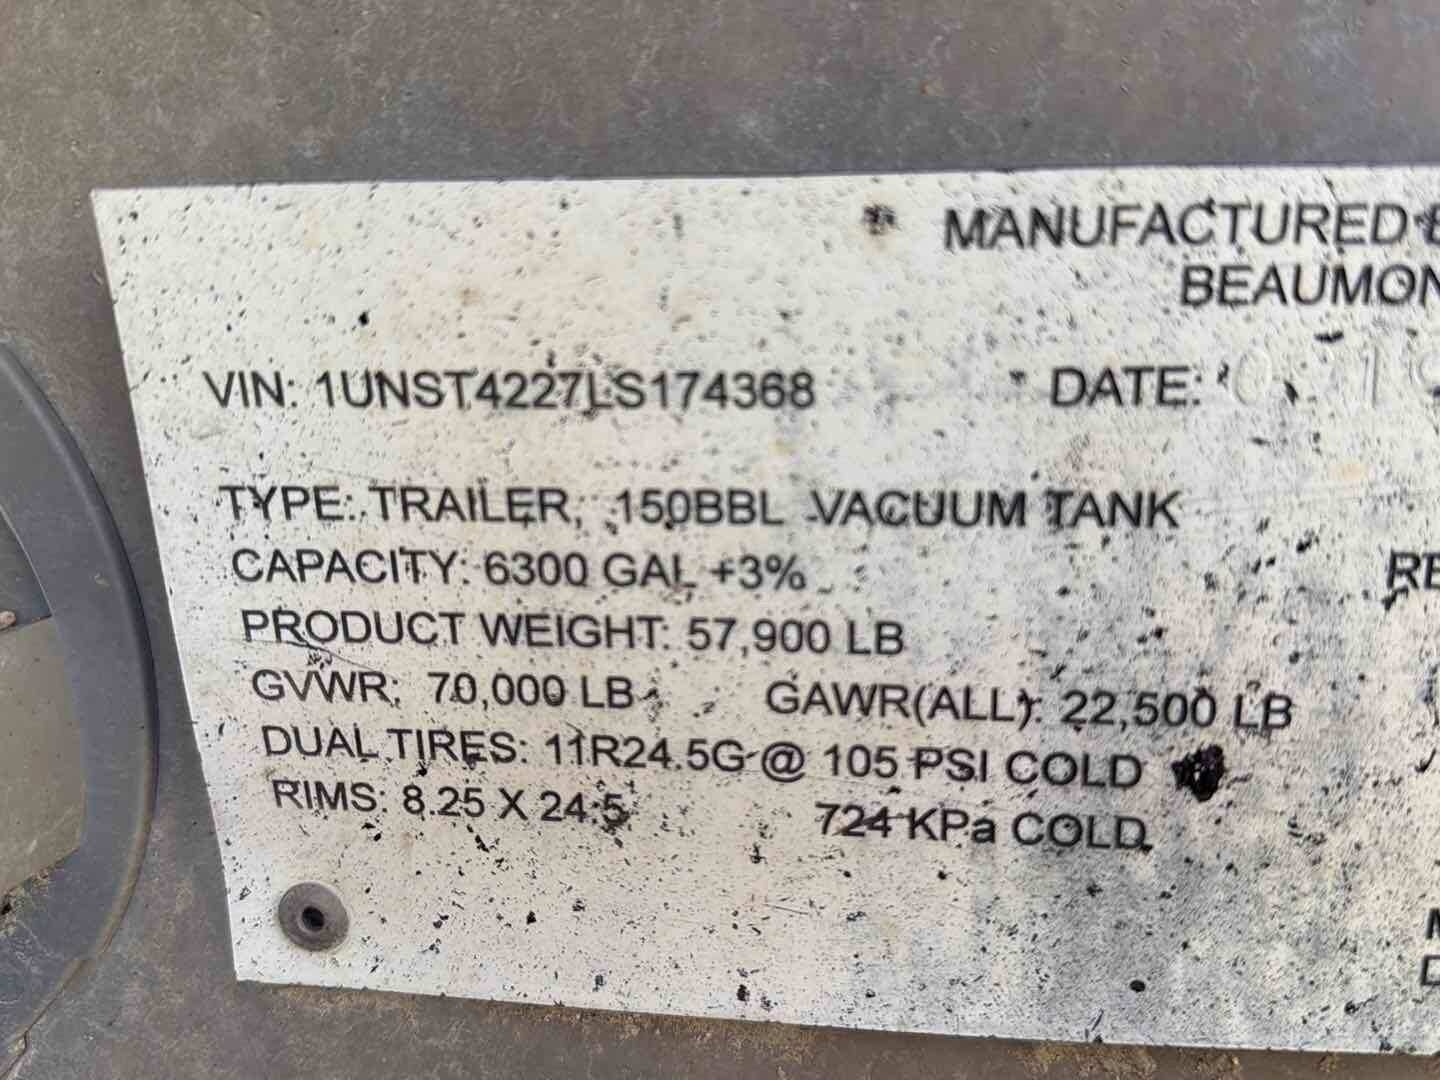 MANUFACTURED
BEAUMON
VIN: 1UNST4227LS174368 DATE:
TYPE: TRAILER, 150BBL VACUUM TANK
CAPACITY: 6300 GAL +3%
RE
PRODUCT WEIGHT: 57,900 LB
GVWR: 70,000 LB GAWR(ALL): 22,500 LB
DUAL TIRES: 11R24.5G @ 105 PSI COLD
RIMS: 8.25 X 24.5 724 KPa COLD